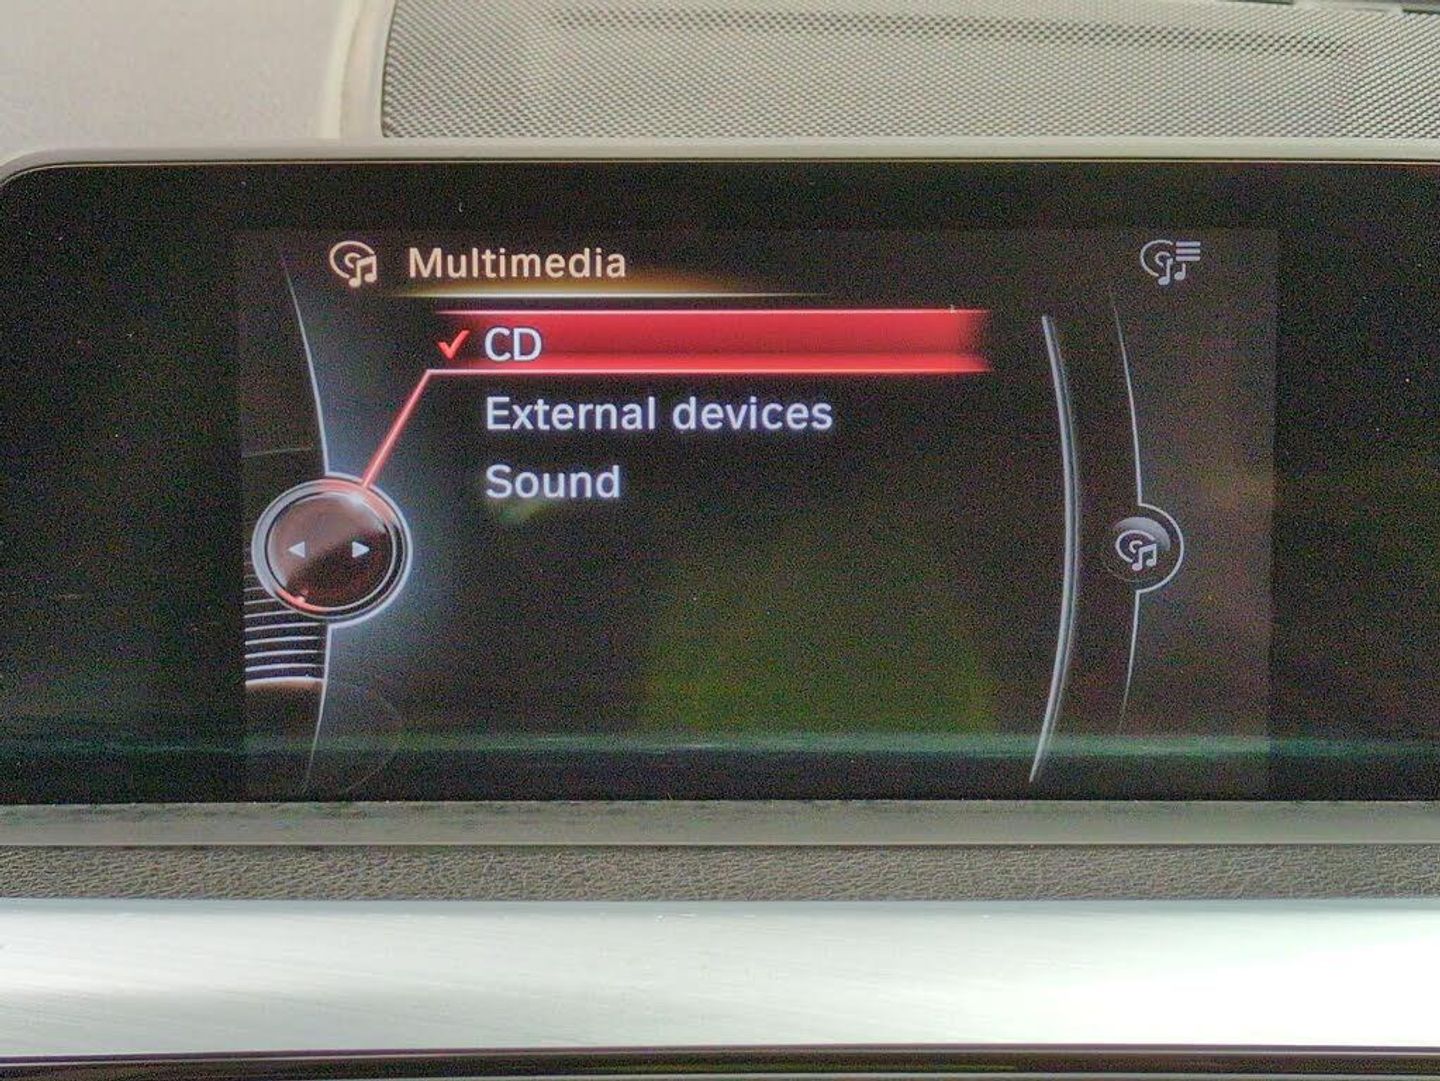 Multimedia
CD
External devices
Sound